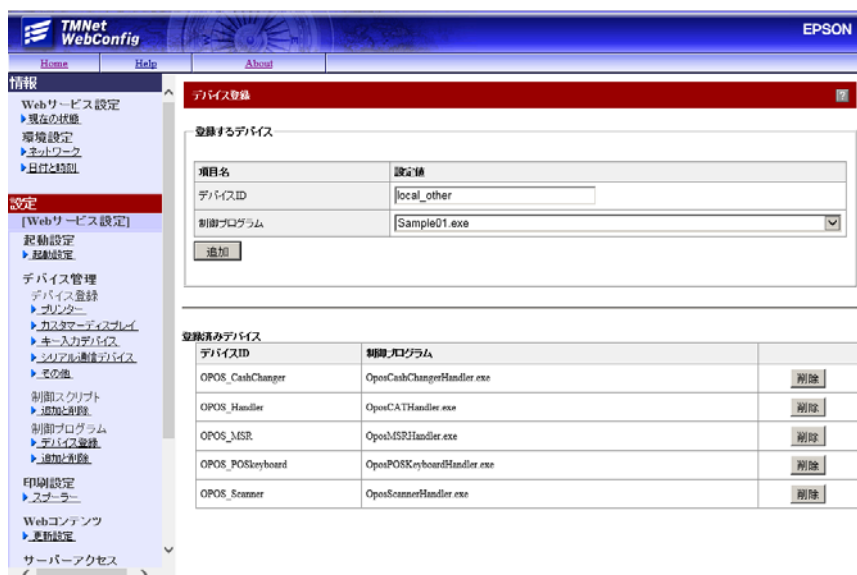 TMNet
WebConfig
EPSON
Home Help About
情報
Webサービス設定
現在の状態
環境設定
ネットワーク
日付と時刻
設定
[Webサービス設定]
起動設定
起動設定
デバイス管理
デバイス登録
プリンター
カスタマーディスプレイ
キー入力デバイス
シリアル通信デバイス
その他
制御スクリプト
追加と削除
制御プログラム
デバイス登録
追加と削除
印刷設定
スプーラー
Webコンテンツ
更新設定
サーバーアクセス
デバイス登録 ?
登録するデバイス
項目名 設定値
デバイスID local_other
制御プログラム Sample01.exe
追加
登録済みデバイス
デバイスID 制御プログラム
OPOS_CashChanger OposCashChangerHandler.exe 削除
OPOS_Handler OposCATHandler.exe 削除
OPOS_MSR OposMSRHandler.exe 削除
OPOS_POSkeyboard OposPOSKeyboardHandler.exe 削除
OPOS_Scanner OposScannerHandler.exe 削除